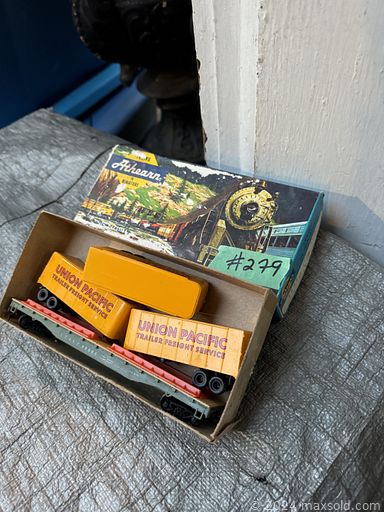 Athearn
#279
UNION PACIFIC
TRAILER FREIGHT SERVICE
UNION PACIFIC
TRAILER FREIGHT SERVICE
© 2024 maxsold.com